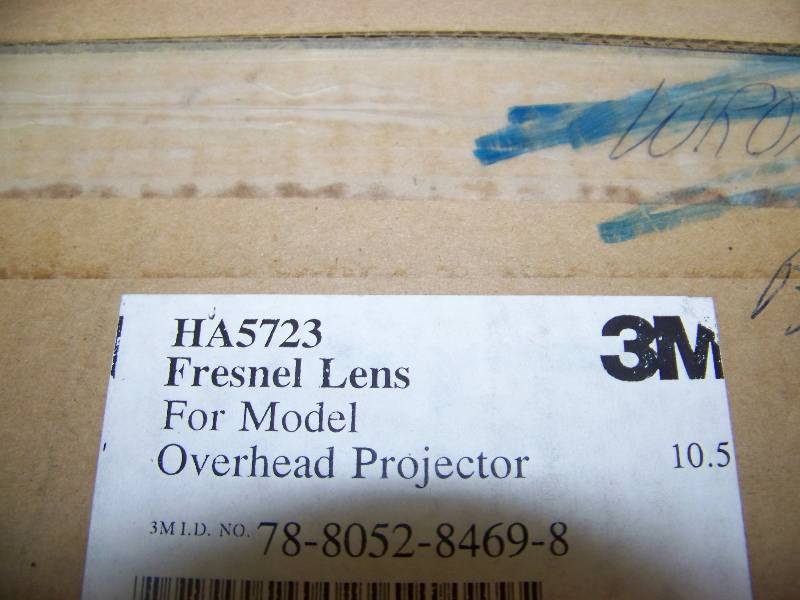 HA5723
3M
Fresnel Lens
For Model
Overhead Projector
10.5
3M I.D. NO. 78-8052-8469-8